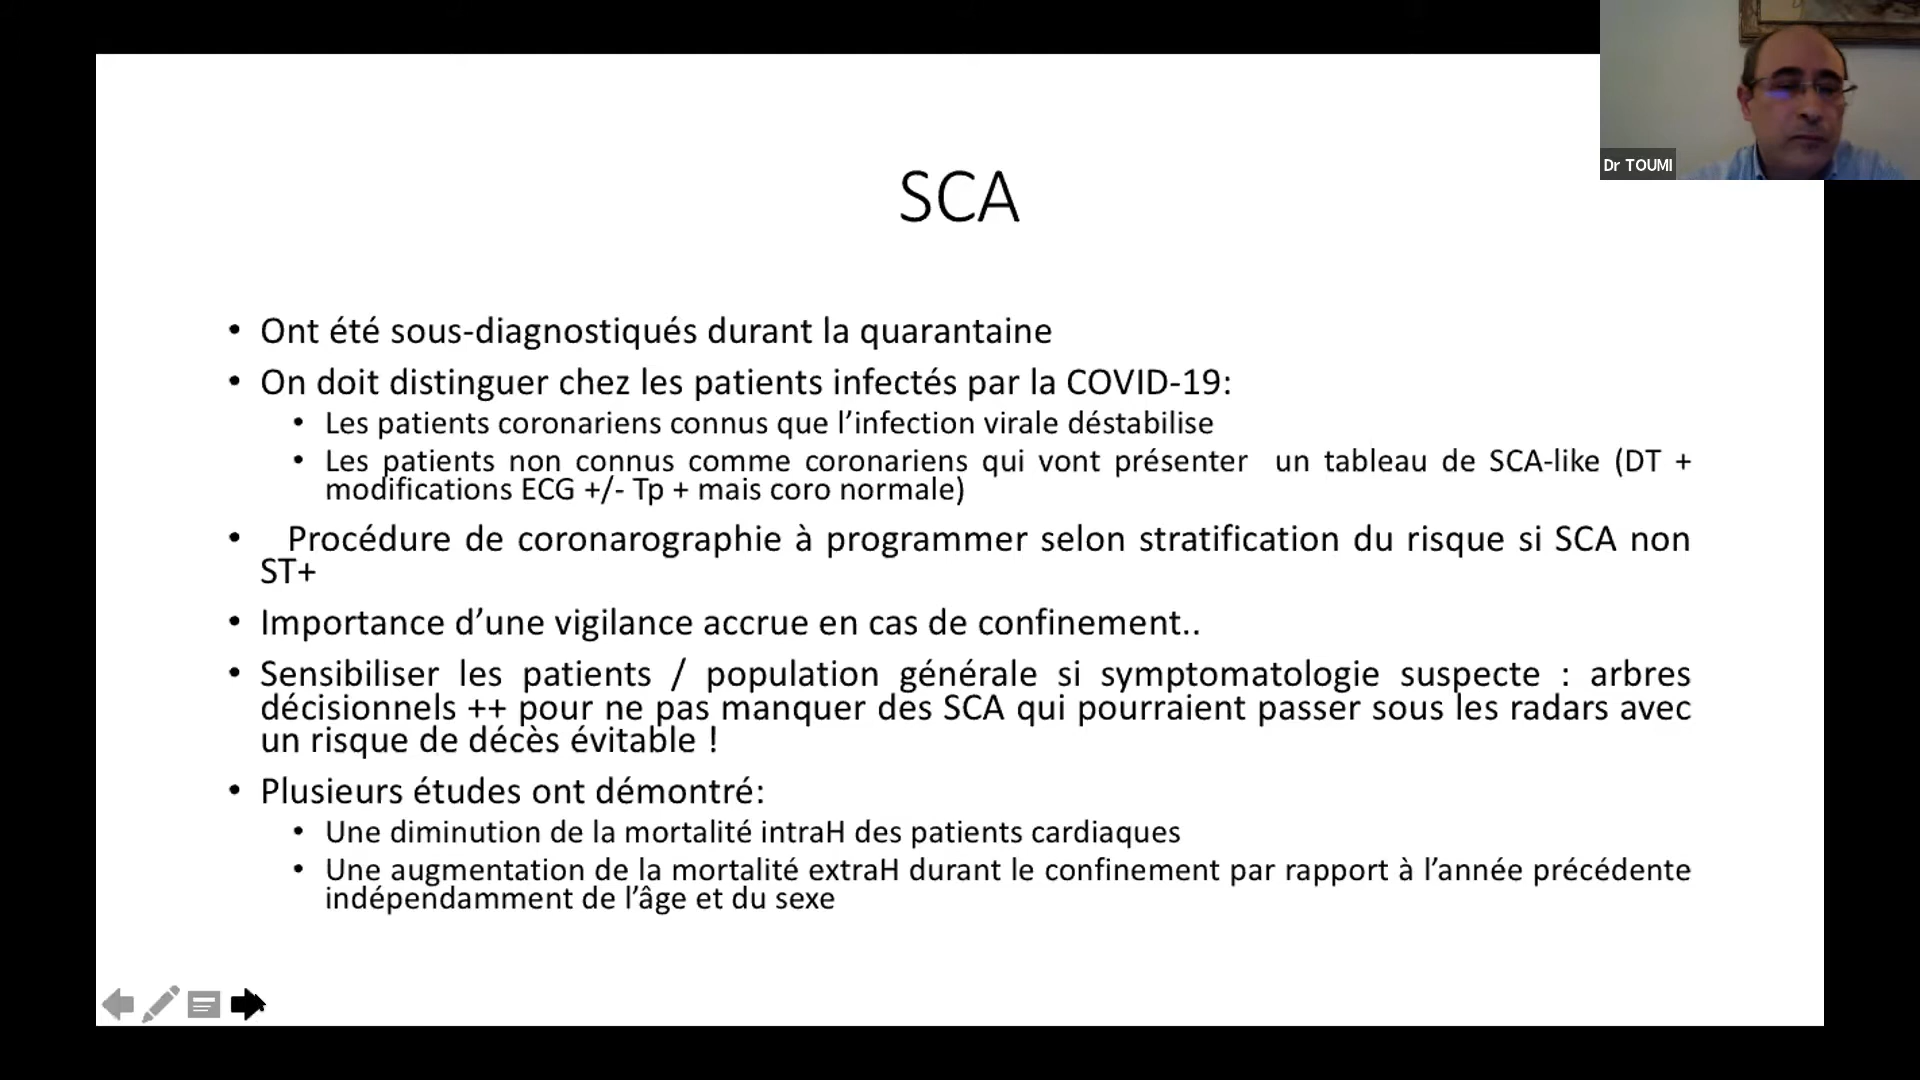 Dr TOUMI
SCA
• Ont été sous-diagnostiqués durant la quarantaine
• On doit distinguer chez les patients infectés par la COVID-19:
• Les patients coronariens connus que l’infection virale déstabilise
• Les patients non connus comme coronariens qui vont présenter un tableau de SCA-like (DT +
modifications ECG +/- Tp + mais coro normale)
• Procédure de coronarographie à programmer selon stratification du risque si SCA non
ST+
• Importance d’une vigilance accrue en cas de confinement..
• Sensibiliser les patients / population générale si symptomatologie suspecte : arbres
décisionnels ++ pour ne pas manquer des SCA qui pourraient passer sous les radars avec
un risque de décès évitable !
• Plusieurs études ont démontré:
• Une diminution de la mortalité intraH des patients cardiaques
• Une augmentation de la mortalité extraH durant le confinement par rapport à l’année précédente
indépendamment de l’âge et du sexe